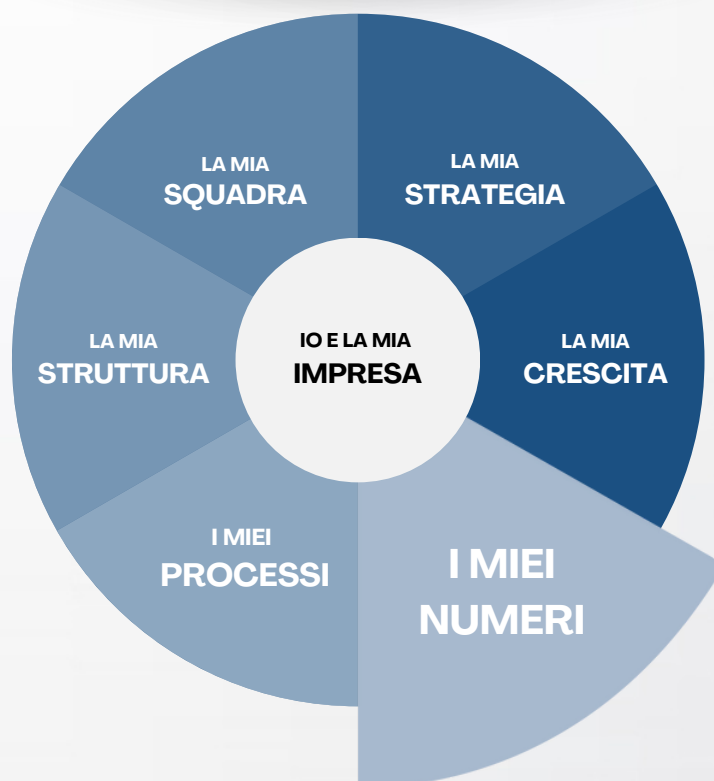 LA MIA
SQUADRA
LA MIA
STRATEGIA
LA MIA
STRUTTURA
IO E LA MIA
IMPRESA
LA MIA
CRESCITA
I MIEI
PROCESSI
I MIEI
NUMERI